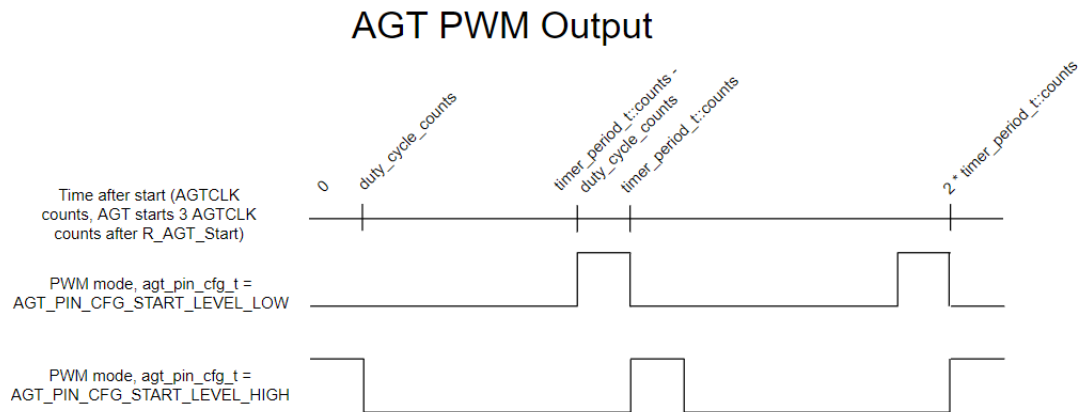 AGT PWM Output
0
duty_cycle_counts
timer_period_t::counts -
duty_cycle_counts
timer_period_t::counts
2 * timer_period_t::counts
Time after start (AGTCLK
counts, AGT starts 3 AGTCLK
counts after R_AGT_Start)
PWM mode, agt_pin_cfg_t =
AGT_PIN_CFG_START_LEVEL_LOW
PWM mode, agt_pin_cfg_t =
AGT_PIN_CFG_START_LEVEL_HIGH